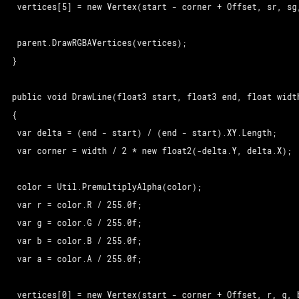 vertices[5] = new Vertex(start - corner + Offset, sr, sg,
parent.DrawRGBAVertices(vertices);
}
public void DrawLine(float3 start, float3 end, float width
{
var delta = (end - start) / (end - start).XY.Length;
var corner = width / 2 * new float2(-delta.Y, delta.X);
color = Util.PremultiplyAlpha(color);
var r = color.R / 255.0f;
var g = color.G / 255.0f;
var b = color.B / 255.0f;
var a = color.A / 255.0f;
vertices[0] = new Vertex(start - corner + Offset, r, g,